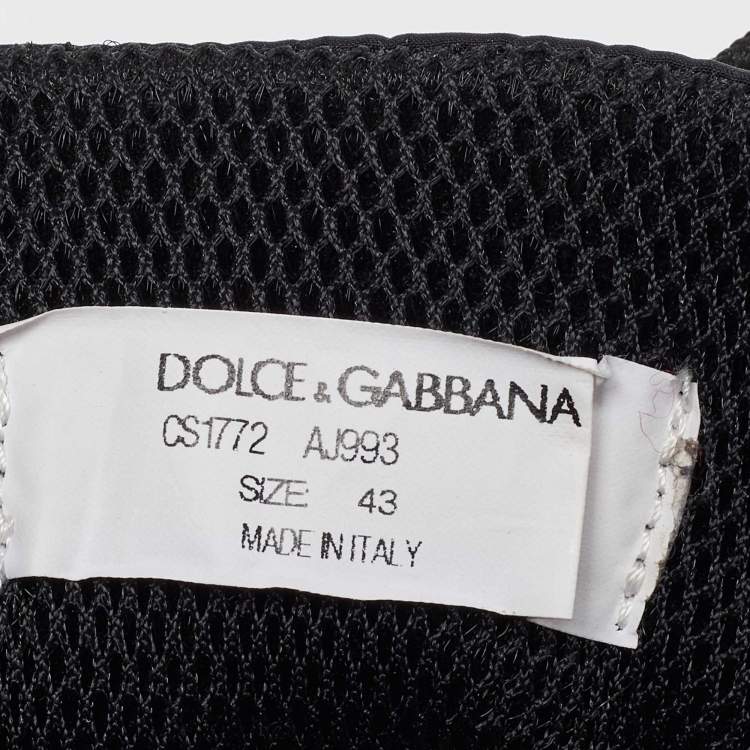 DOLCE & GABBANA
CS1772 AJ993
SIZE: 43
MADE IN ITALY